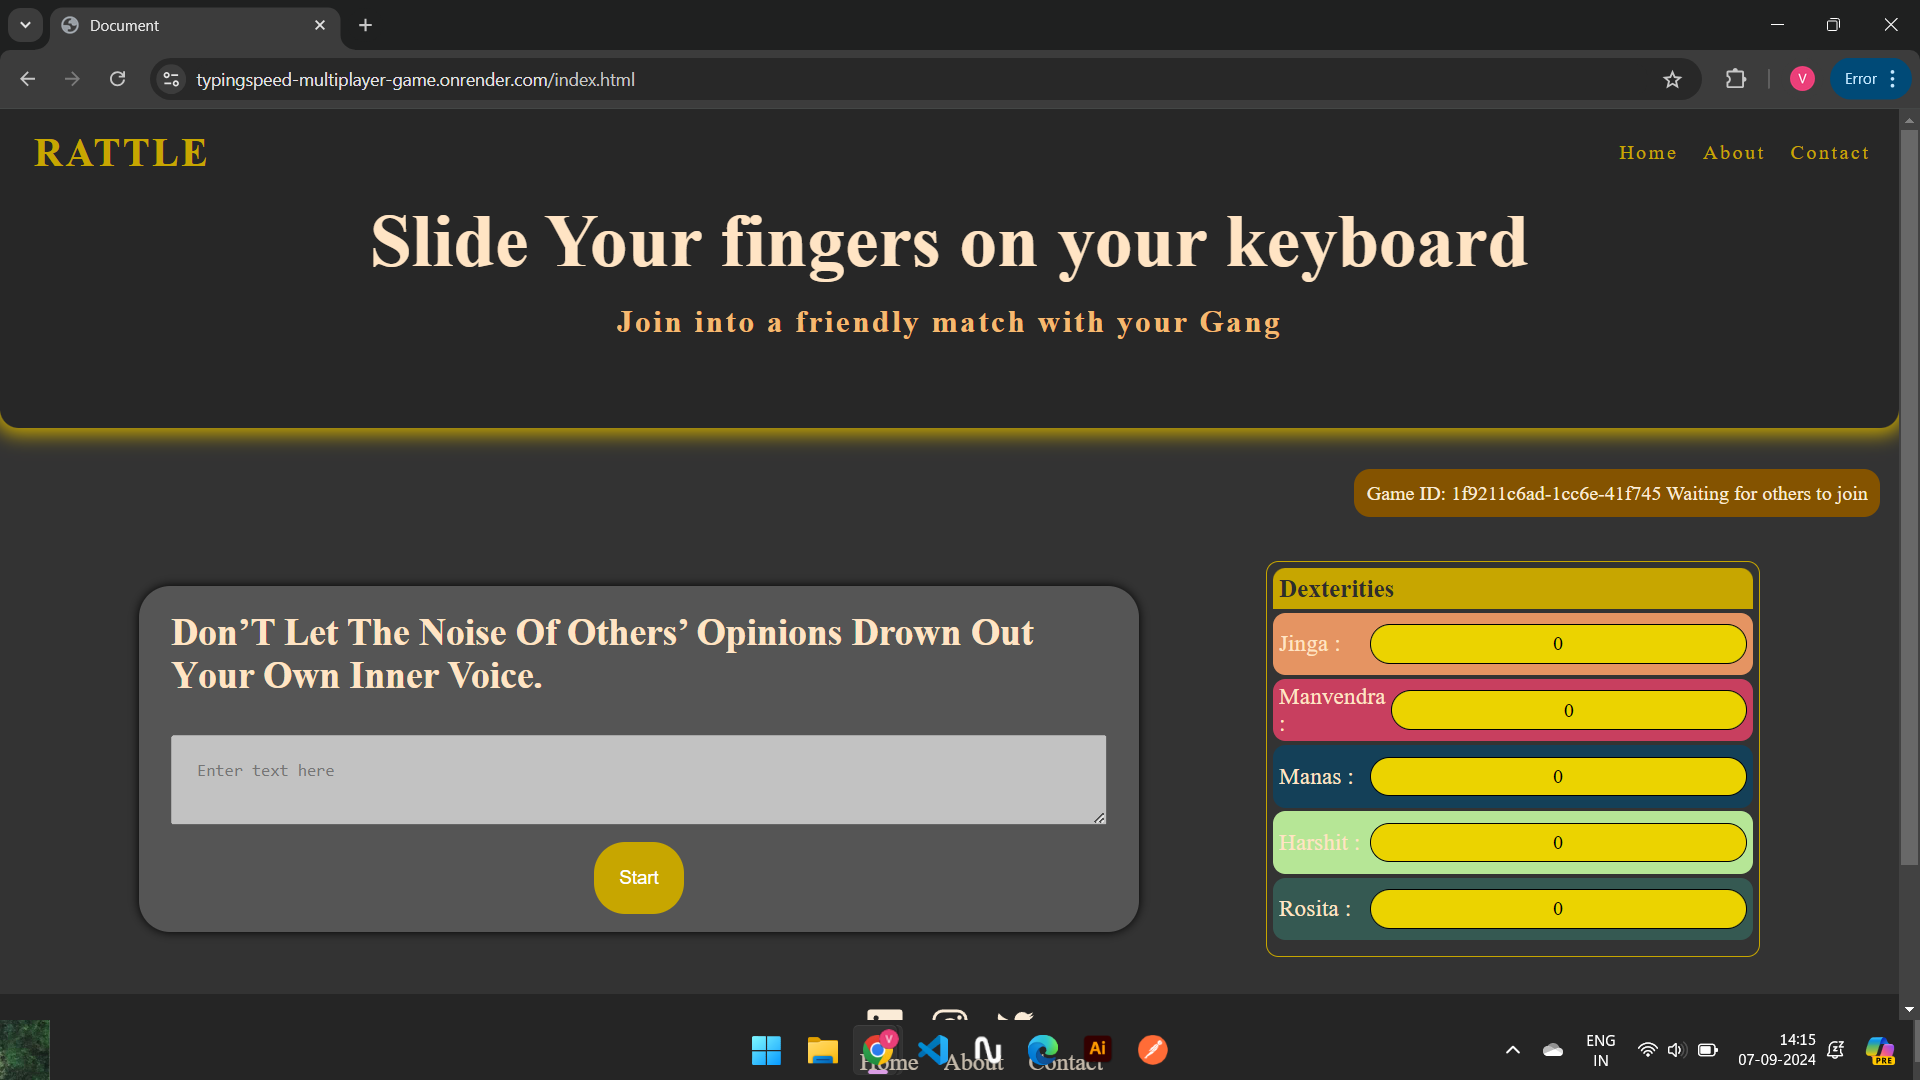 Document
typingspeed-multiplayer-game.onrender.com/index.html
V
Error
RATTLE
Home About Contact
Slide Your fingers on your keyboard
Join into a friendly match with your Gang
Game ID: 1f9211c6ad-1cc6e-41f745 Waiting for others to join
Don’T Let The Noise Of Others’ Opinions Drown Out
Your Own Inner Voice.
Enter text here
Start
Dexterities
Jinga : 0
Manvendra
: 0
Manas : 0
Harshit : 0
Rosita : 0
Home About Contact
V
Ai
ENG
IN
14:15
07-09-2024
PRE